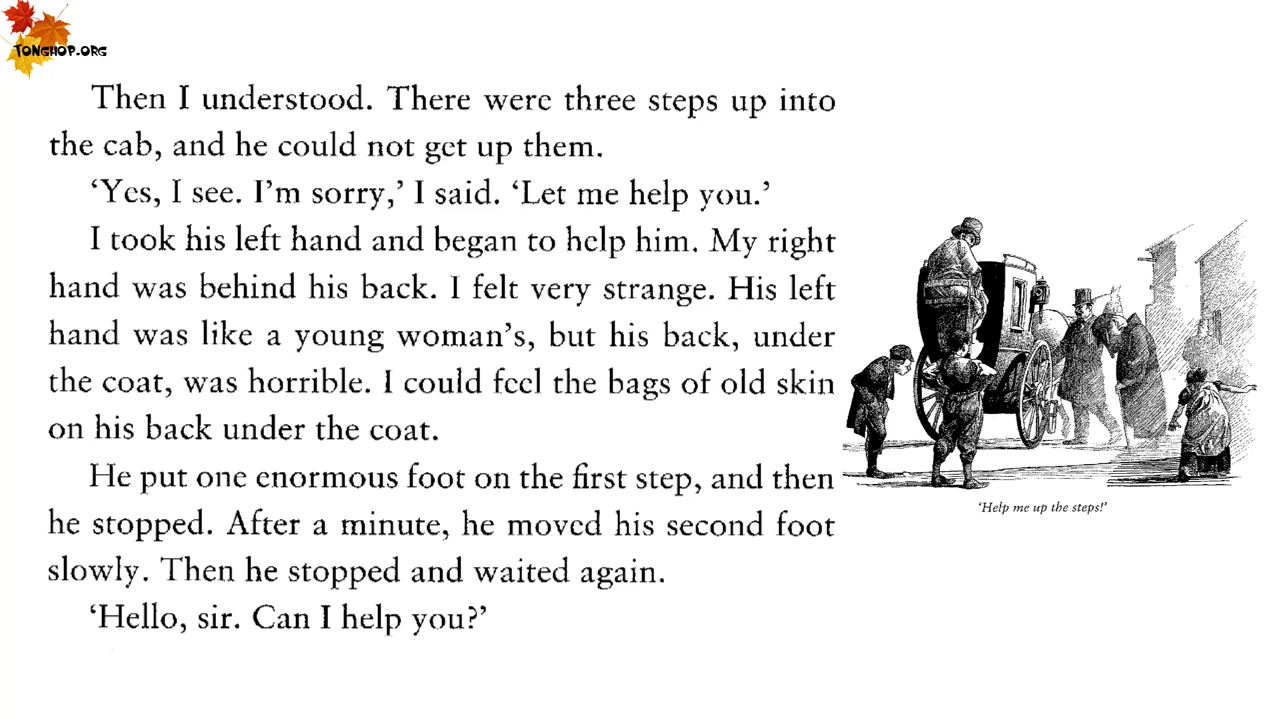 TONGHOP.ORG
Then I understood. There were three steps up into
the cab, and he could not get up them.
‘Yes, I see. I’m sorry,’ I said. ‘Let me help you.’
I took his left hand and began to help him. My right
hand was behind his back. I felt very strange. His left
hand was like a young woman’s, but his back, under
the coat, was horrible. I could feel the bags of old skin
on his back under the coat.
He put one enormous foot on the first step, and then
he stopped. After a minute, he moved his second foot
slowly. Then he stopped and waited again.
‘Hello, sir. Can I help you?’
‘Help me up the steps!’